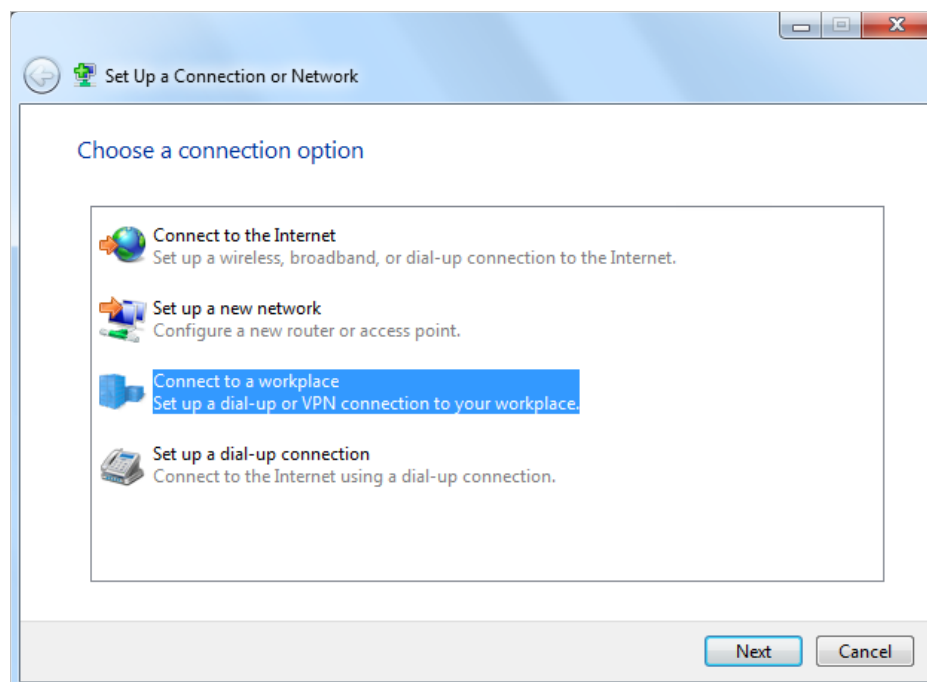 Set Up a Connection or Network
Choose a connection option
Connect to the Internet
Set up a wireless, broadband, or dial-up connection to the Internet.
Set up a new network
Configure a new router or access point.
Connect to a workplace
Set up a dial-up or VPN connection to your workplace.
Set up a dial-up connection
Connect to the Internet using a dial-up connection.
Next Cancel